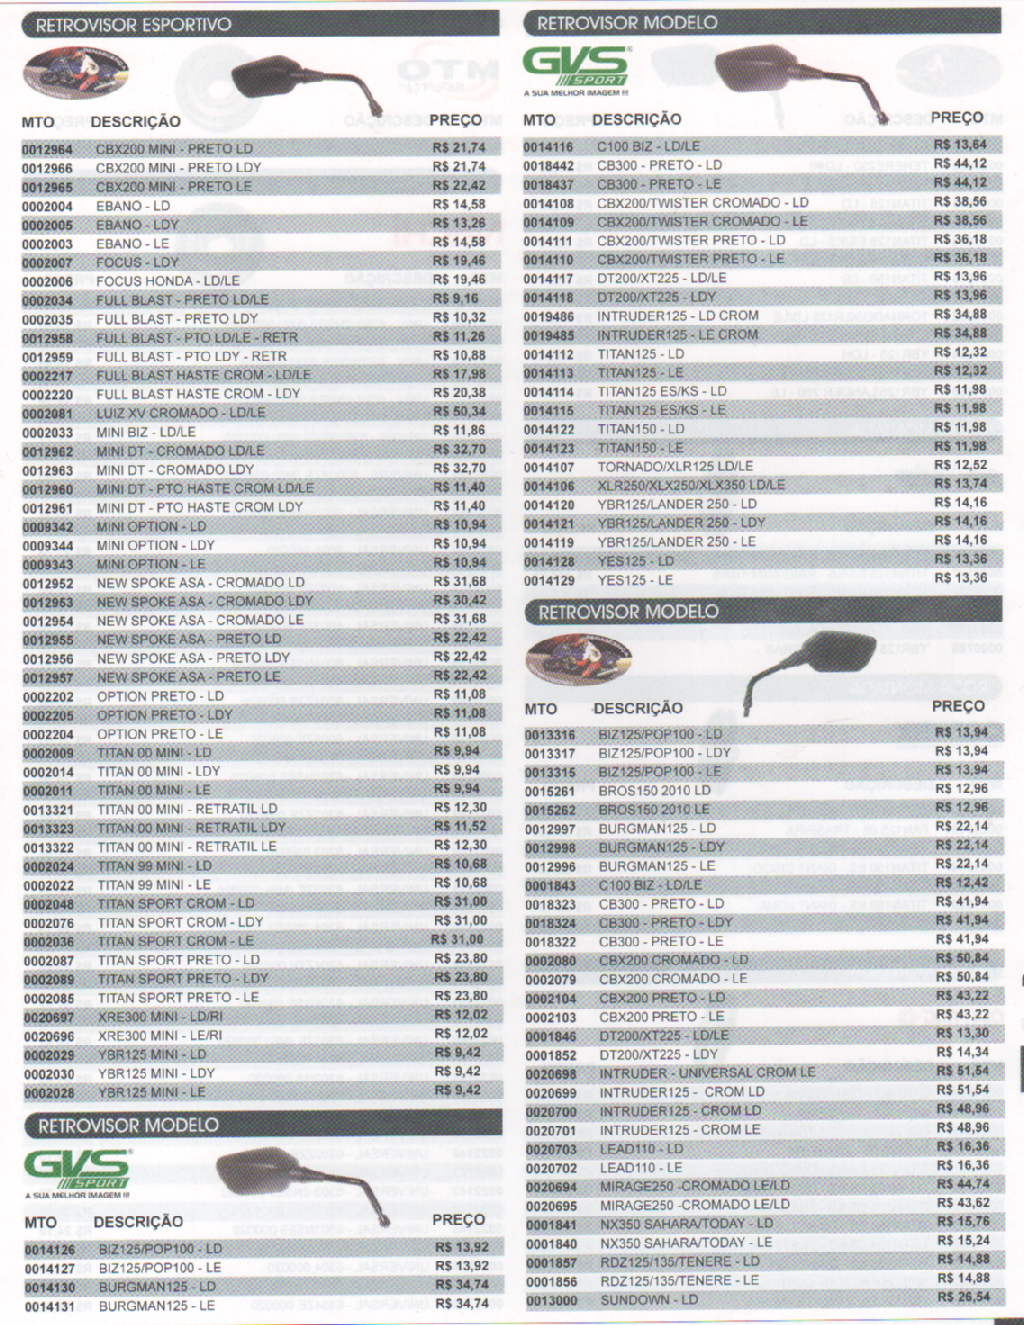 RETROVISOR ESPORTIVO
MTO DESCRIÇÃO PREÇO
0012964 CBX200 MINI - PRETO LD R$ 21,74
0012966 CBX200 MINI - PRETO LDY R$ 21,74
0012965 CBX200 MINI - PRETO LE R$ 22,42
0002004 EBANO - LD R$ 14,58
0002005 EBANO - LDY R$ 13,26
0002003 EBANO - LE R$ 14,58
0002007 FOCUS - LDY R$ 19,46
0002006 FOCUS HONDA - LD/LE R$ 19,46
0002034 FULL BLAST - PRETO LD/LE R$ 9,16
0002035 FULL BLAST - PRETO LDY R$ 10,32
0012958 FULL BLAST - PTO LD/LE - RETR R$ 11,26
0012959 FULL BLAST - PTO LDY - RETR R$ 10,88
0002217 FULL BLAST HASTE CROM - LD/LE R$ 17,98
0002220 FULL BLAST HASTE CROM - LDY R$ 20,38
0002081 LUIZ XV CROMADO - LD/LE R$ 50,34
0002033 MINI BIZ - LD/LE R$ 11,86
0012962 MINI DT - CROMADO LD/LE R$ 32,70
0012963 MINI DT - CROMADO LDY R$ 32,70
0012960 MINI DT - PTO HASTE CROM LD/LE R$ 11,40
0012961 MINI DT - PTO HASTE CROM LDY R$ 11,40
0009342 MINI OPTION - LD R$ 10,94
0009344 MINI OPTION - LDY R$ 10,94
0009343 MINI OPTION - LE R$ 10,94
0012952 NEW SPOKE ASA - CROMADO LD R$ 31,68
0012953 NEW SPOKE ASA - CROMADO LDY R$ 30,42
0012954 NEW SPOKE ASA - CROMADO LE R$ 31,68
0012955 NEW SPOKE ASA - PRETO LD R$ 22,42
0012956 NEW SPOKE ASA - PRETO LDY R$ 22,42
0012957 NEW SPOKE ASA - PRETO LE R$ 22,42
0002202 OPTION PRETO - LD R$ 11,08
0002205 OPTION PRETO - LDY R$ 11,08
0002204 OPTION PRETO - LE R$ 11,08
0002009 TITAN 00 MINI - LD R$ 9,94
0002014 TITAN 00 MINI - LDY R$ 9,94
0002011 TITAN 00 MINI - LE R$ 9,94
0013321 TITAN 00 MINI - RETRATIL LD R$ 12,30
0013323 TITAN 00 MINI - RETRATIL LDY R$ 11,52
0013322 TITAN 00 MINI - RETRATIL LE R$ 12,30
0002024 TITAN 99 MINI - LD R$ 10,68
0002022 TITAN 99 MINI - LE R$ 10,68
0002048 TITAN SPORT CROM - LD R$ 31,00
0002076 TITAN SPORT CROM - LDY R$ 31,00
0002036 TITAN SPORT CROM - LE R$ 31,00
0002087 TITAN SPORT PRETO - LD R$ 23,80
0002089 TITAN SPORT PRETO - LDY R$ 23,80
0002085 TITAN SPORT PRETO - LE R$ 23,80
0020697 XRE300 MINI - LD/RI R$ 12,02
0020696 XRE300 MINI - LE/RI R$ 12,02
0002029 YBR125 MINI - LD R$ 9,42
0002030 YBR125 MINI - LDY R$ 9,42
0002028 YBR125 MINI - LE R$ 9,42
RETROVISOR MODELO
GVS
SPORT
A SUA MELHOR IMAGEM !!!
MTO DESCRIÇÃO PREÇO
0014126 BIZ125/POP100 - LD R$ 13,92
0014127 BIZ125/POP100 - LE R$ 13,92
0014130 BURGMAN125 - LD R$ 34,74
0014131 BURGMAN125 - LE R$ 34,74
RETROVISOR MODELO
GVS
SPORT
A SUA MELHOR IMAGEM !!!
MTO DESCRIÇÃO PREÇO
0014116 C100 BIZ - LD/LE R$ 13,64
0018442 CB300 - PRETO - LD R$ 44,12
0018437 CB300 - PRETO - LE R$ 44,12
0014108 CBX200/TWISTER CROMADO - LD R$ 38,56
0014109 CBX200/TWISTER CROMADO - LE R$ 38,56
0014111 CBX200/TWISTER PRETO - LD R$ 36,18
0014110 CBX200/TWISTER PRETO - LE R$ 36,18
0014117 DT200/XT225 - LD/LE R$ 13,96
0014118 DT200/XT225 - LDY R$ 13,96
0019486 INTRUDER125 - LD CROM R$ 34,88
0019485 INTRUDER125 - LE CROM R$ 34,88
0014112 TITAN125 - LD R$ 12,32
0014113 TITAN125 - LE R$ 12,32
0014114 TITAN125 ES/KS - LD R$ 11,98
0014115 TITAN125 ES/KS - LE R$ 11,98
0014122 TITAN150 - LD R$ 11,98
0014123 TITAN150 - LE R$ 11,98
0014107 TORNADO/XLR125 LD/LE R$ 12,52
0014106 XLR250/XLX250/XLX350 LD/LE R$ 13,74
0014120 YBR125/LANDER 250 - LD R$ 14,16
0014121 YBR125/LANDER 250 - LDY R$ 14,16
0014119 YBR125/LANDER 250 - LE R$ 14,16
0014128 YES125 - LD R$ 13,36
0014129 YES125 - LE R$ 13,36
RETROVISOR MODELO
MTO DESCRIÇÃO PREÇO
0013316 BIZ125/POP100 - LD R$ 13,94
0013317 BIZ125/POP100 - LDY R$ 13,94
0013315 BIZ125/POP100 - LE R$ 13,94
0015261 BROS150 2010 LD R$ 12,96
0015262 BROS150 2010 LE R$ 12,96
0012997 BURGMAN125 - LD R$ 22,14
0012998 BURGMAN125 - LDY R$ 22,14
0012996 BURGMAN125 - LE R$ 22,14
0001843 C100 BIZ - LD/LE R$ 12,42
0018323 CB300 - PRETO - LD R$ 41,94
0018324 CB300 - PRETO - LDY R$ 41,94
0018322 CB300 - PRETO - LE R$ 41,94
0002080 CBX200 CROMADO - LD R$ 50,84
0002079 CBX200 CROMADO - LE R$ 50,84
0002104 CBX200 PRETO - LD R$ 43,22
0002103 CBX200 PRETO - LE R$ 43,22
0001846 DT200/XT225 - LD/LE R$ 13,30
0001852 DT200/XT225 - LDY R$ 14,34
0020698 INTRUDER - UNIVERSAL CROM LE R$ 51,54
0020699 INTRUDER125 - CROM LD R$ 51,54
0020700 INTRUDER125 - CROM LD R$ 48,96
0020701 INTRUDER125 - CROM LE R$ 48,96
0020703 LEAD110 - LD R$ 16,36
0020702 LEAD110 - LE R$ 16,36
0020694 MIRAGE250 -CROMADO LE/LD R$ 44,74
0020695 MIRAGE250 -CROMADO LE/LD R$ 43,62
0001841 NX350 SAHARA/TODAY - LD R$ 15,76
0001840 NX350 SAHARA/TODAY - LE R$ 15,24
0001857 RDZ125/135/TENERE - LD R$ 14,88
0001856 RDZ125/135/TENERE - LE R$ 14,88
0013000 SUNDOWN - LD R$ 26,54